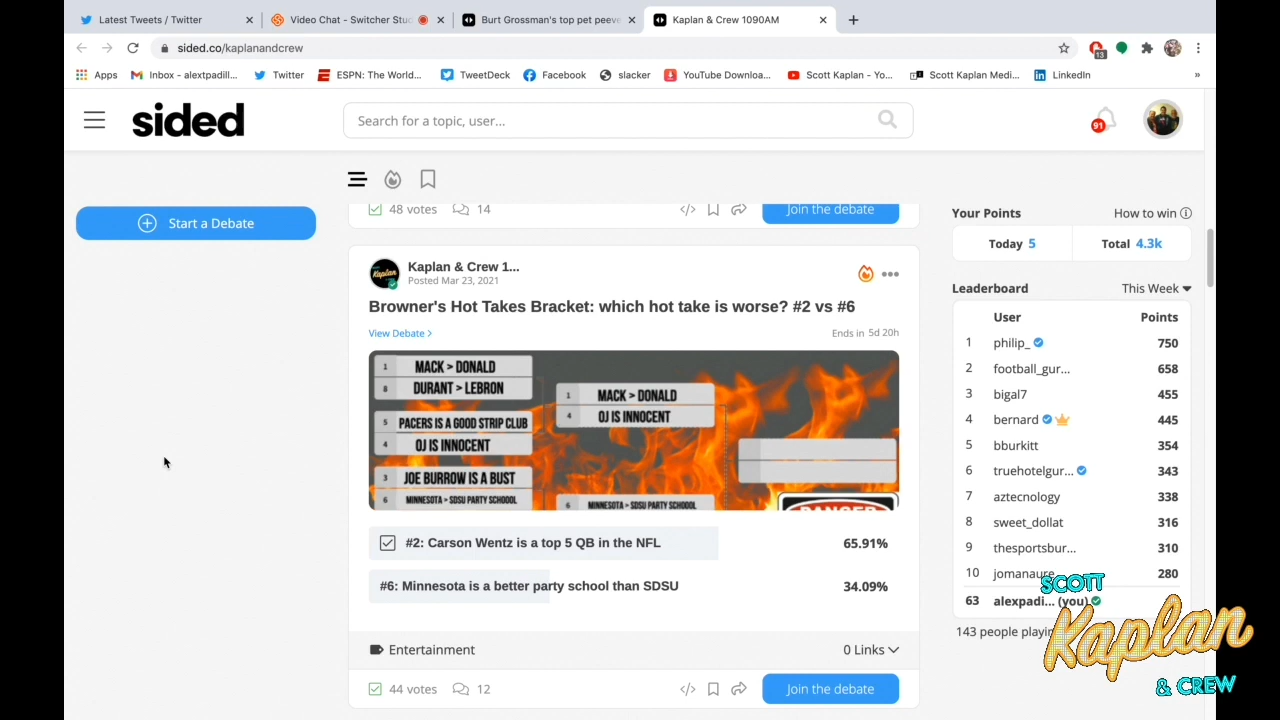 Latest Tweets / Twitter
Video Chat - Switcher Stud
Burt Grossman's top pet peeve
Kaplan & Crew 1090AM
sided.co/kaplanandcrew
13
Apps
Inbox - alextpadill...
Twitter
ESPN: The World...
TweetDeck
Facebook
slacker
YouTube Downloa...
Scott Kaplan - Yo...
Scott Kaplan Medi...
LinkedIn
»
sided
Search for a topic, user...
91
Start a Debate
48 votes
14
Join the debate
Kaplan
Kaplan & Crew 1...
Posted Mar 23, 2021
Browner's Hot Takes Bracket: which hot take is worse? #2 vs #6
View Debate >
Ends in 5d 20h
1 MACK > DONALD
8 DURANT > LEBRON
5 PACERS IS A GOOD STRIP CLUB
4 OJ IS INNOCENT
3 JOE BURROW IS A BUST
6 MINNESOTA > SDSU PARTY SCHOOOL
1 MACK > DONALD
4 OJ IS INNOCENT
6 MINNESOTA > SDSU PARTY SCHOOL
DANGER
#2: Carson Wentz is a top 5 QB in the NFL
65.91%
#6: Minnesota is a better party school than SDSU
34.09%
Entertainment
0 Links
44 votes
12
Join the debate
Your Points
How to win
Today 5
Total 4.3k
Leaderboard
This Week
User Points
1 philip_ 750
2 football_gur... 658
3 bigal7 455
4 bernard 445
5 bburkitt 354
6 truehotelgur... 343
7 aztecnology 338
8 sweet_dollat 316
9 thesportsbur... 310
10 jomanaure 280
63 alexpadi... (you)
143 people playin
SCOTT
Kaplan
& CREW